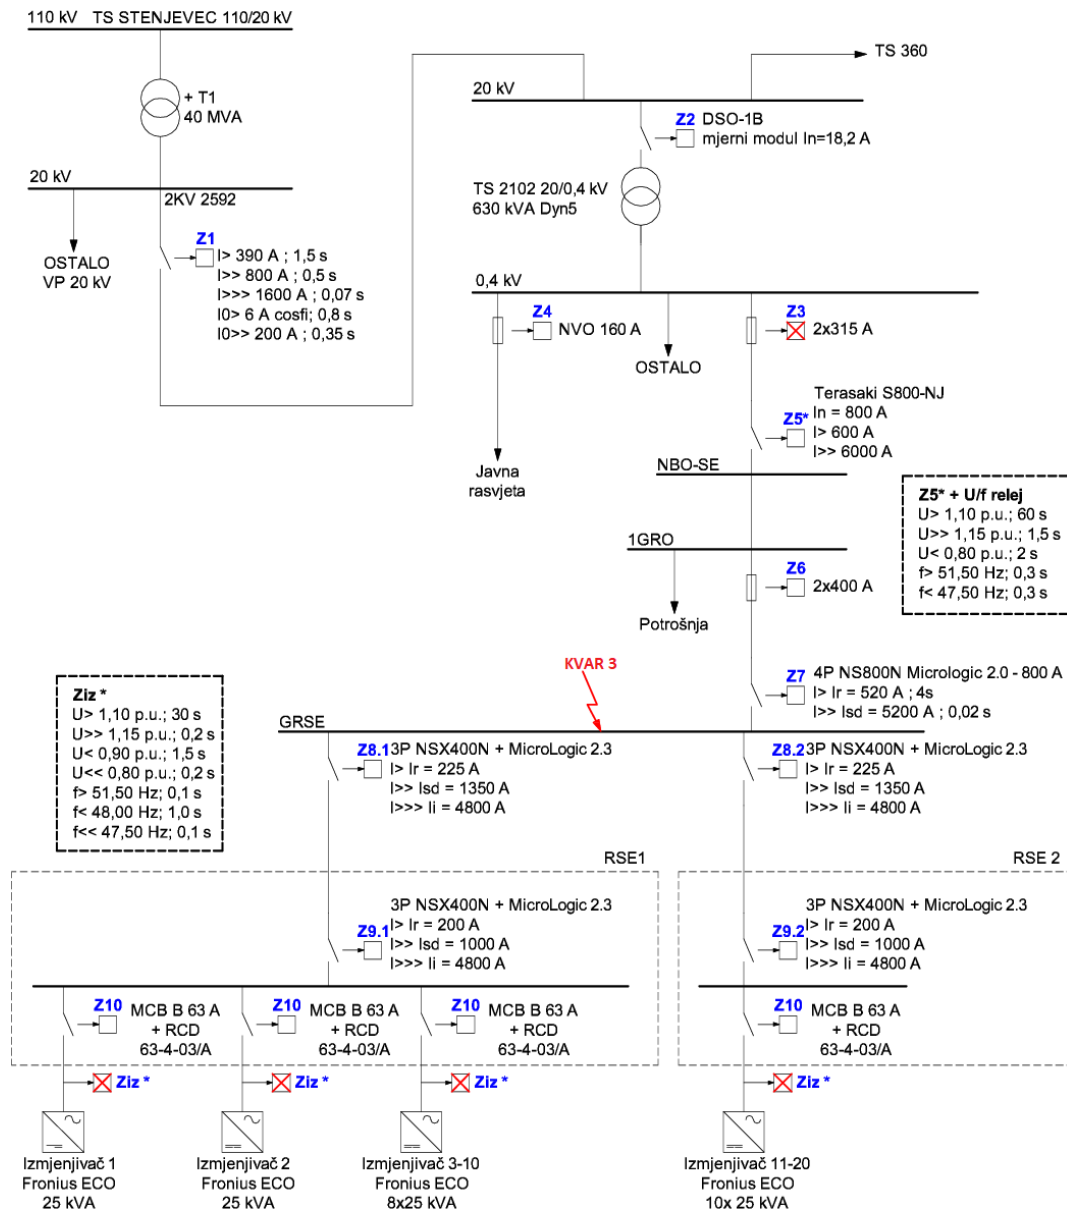 110 kV TS STENJEVEC 110/20 kV
+ T1
40 MVA
20 kV
2KV 2592
OSTALO
VP 20 kV
Z1
I> 390 A ; 1,5 s
I>> 800 A ; 0,5 s
I>>> 1600 A ; 0,07 s
I0> 6 A cosfi; 0,8 s
I0>> 200 A ; 0,35 s
TS 360
20 kV
Z2 DSO-1B
mjerni modul In=18,2 A
TS 2102 20/0,4 kV
630 kVA Dyn5
0,4 kV
Z4
NVO 160 A
Javna
rasvjeta
OSTALO
Z3
2x315 A
Terasaki S800-NJ
Z5*
In = 800 A
I> 600 A
I>> 6000 A
NBO-SE
Z5* + U/f relej
U> 1,10 p.u.; 60 s
U>> 1,15 p.u.; 1,5 s
U< 0,80 p.u.; 2 s
f> 51,50 Hz; 0,3 s
f< 47,50 Hz; 0,3 s
1GRO
Z6
2x400 A
Potrošnja
KVAR 3
Z7
4P NS800N Micrologic 2.0 - 800 A
I> Ir = 520 A ; 4s
I>> Isd = 5200 A ; 0,02 s
Ziz *
U> 1,10 p.u.; 30 s
U>> 1,15 p.u.; 0,2 s
U< 0,90 p.u.; 1,5 s
U<< 0,80 p.u.; 0,2 s
f> 51,50 Hz; 0,1 s
f< 48,00 Hz; 1,0 s
f<< 47,50 Hz; 0,1 s
GRSE
Z8.1
3P NSX400N + MicroLogic 2.3
I> Ir = 225 A
I>> Isd = 1350 A
I>>> Ii = 4800 A
Z8.2
3P NSX400N + MicroLogic 2.3
I> Ir = 225 A
I>> Isd = 1350 A
I>>> Ii = 4800 A
RSE1
RSE 2
Z9.1
3P NSX400N + MicroLogic 2.3
I> Ir = 200 A
I>> Isd = 1000 A
I>>> Ii = 4800 A
Z9.2
3P NSX400N + MicroLogic 2.3
I> Ir = 200 A
I>> Isd = 1000 A
I>>> Ii = 4800 A
Z10
MCB B 63 A
+ RCD
63-4-03/A
Z10
MCB B 63 A
+ RCD
63-4-03/A
Z10
MCB B 63 A
+ RCD
63-4-03/A
Z10
MCB B 63 A
+ RCD
63-4-03/A
Ziz *
Ziz *
Ziz *
Ziz *
Izmjenjivač 1
Fronius ECO
25 kVA
Izmjenjivač 2
Fronius ECO
25 kVA
Izmjenjivač 3-10
Fronius ECO
8x25 kVA
Izmjenjivač 11-20
Fronius ECO
10x 25 kVA